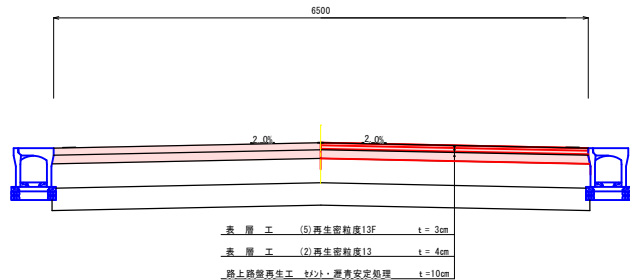 6500
2.0% 2.0%
表 層 工 (5)再生密粒度13F t = 3cm
表 層 工 (2)再生密粒度13 t = 4cm
路上路盤再生工 ｾﾒﾝﾄ・瀝青安定処理 t =10cm